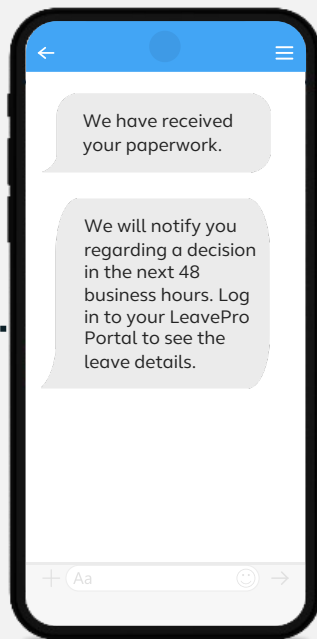 We have received
your paperwork.
We will notify you
regarding a decision
in the next 48
business hours. Log
in to your LeavePro
Portal to see the
leave details.
Aa